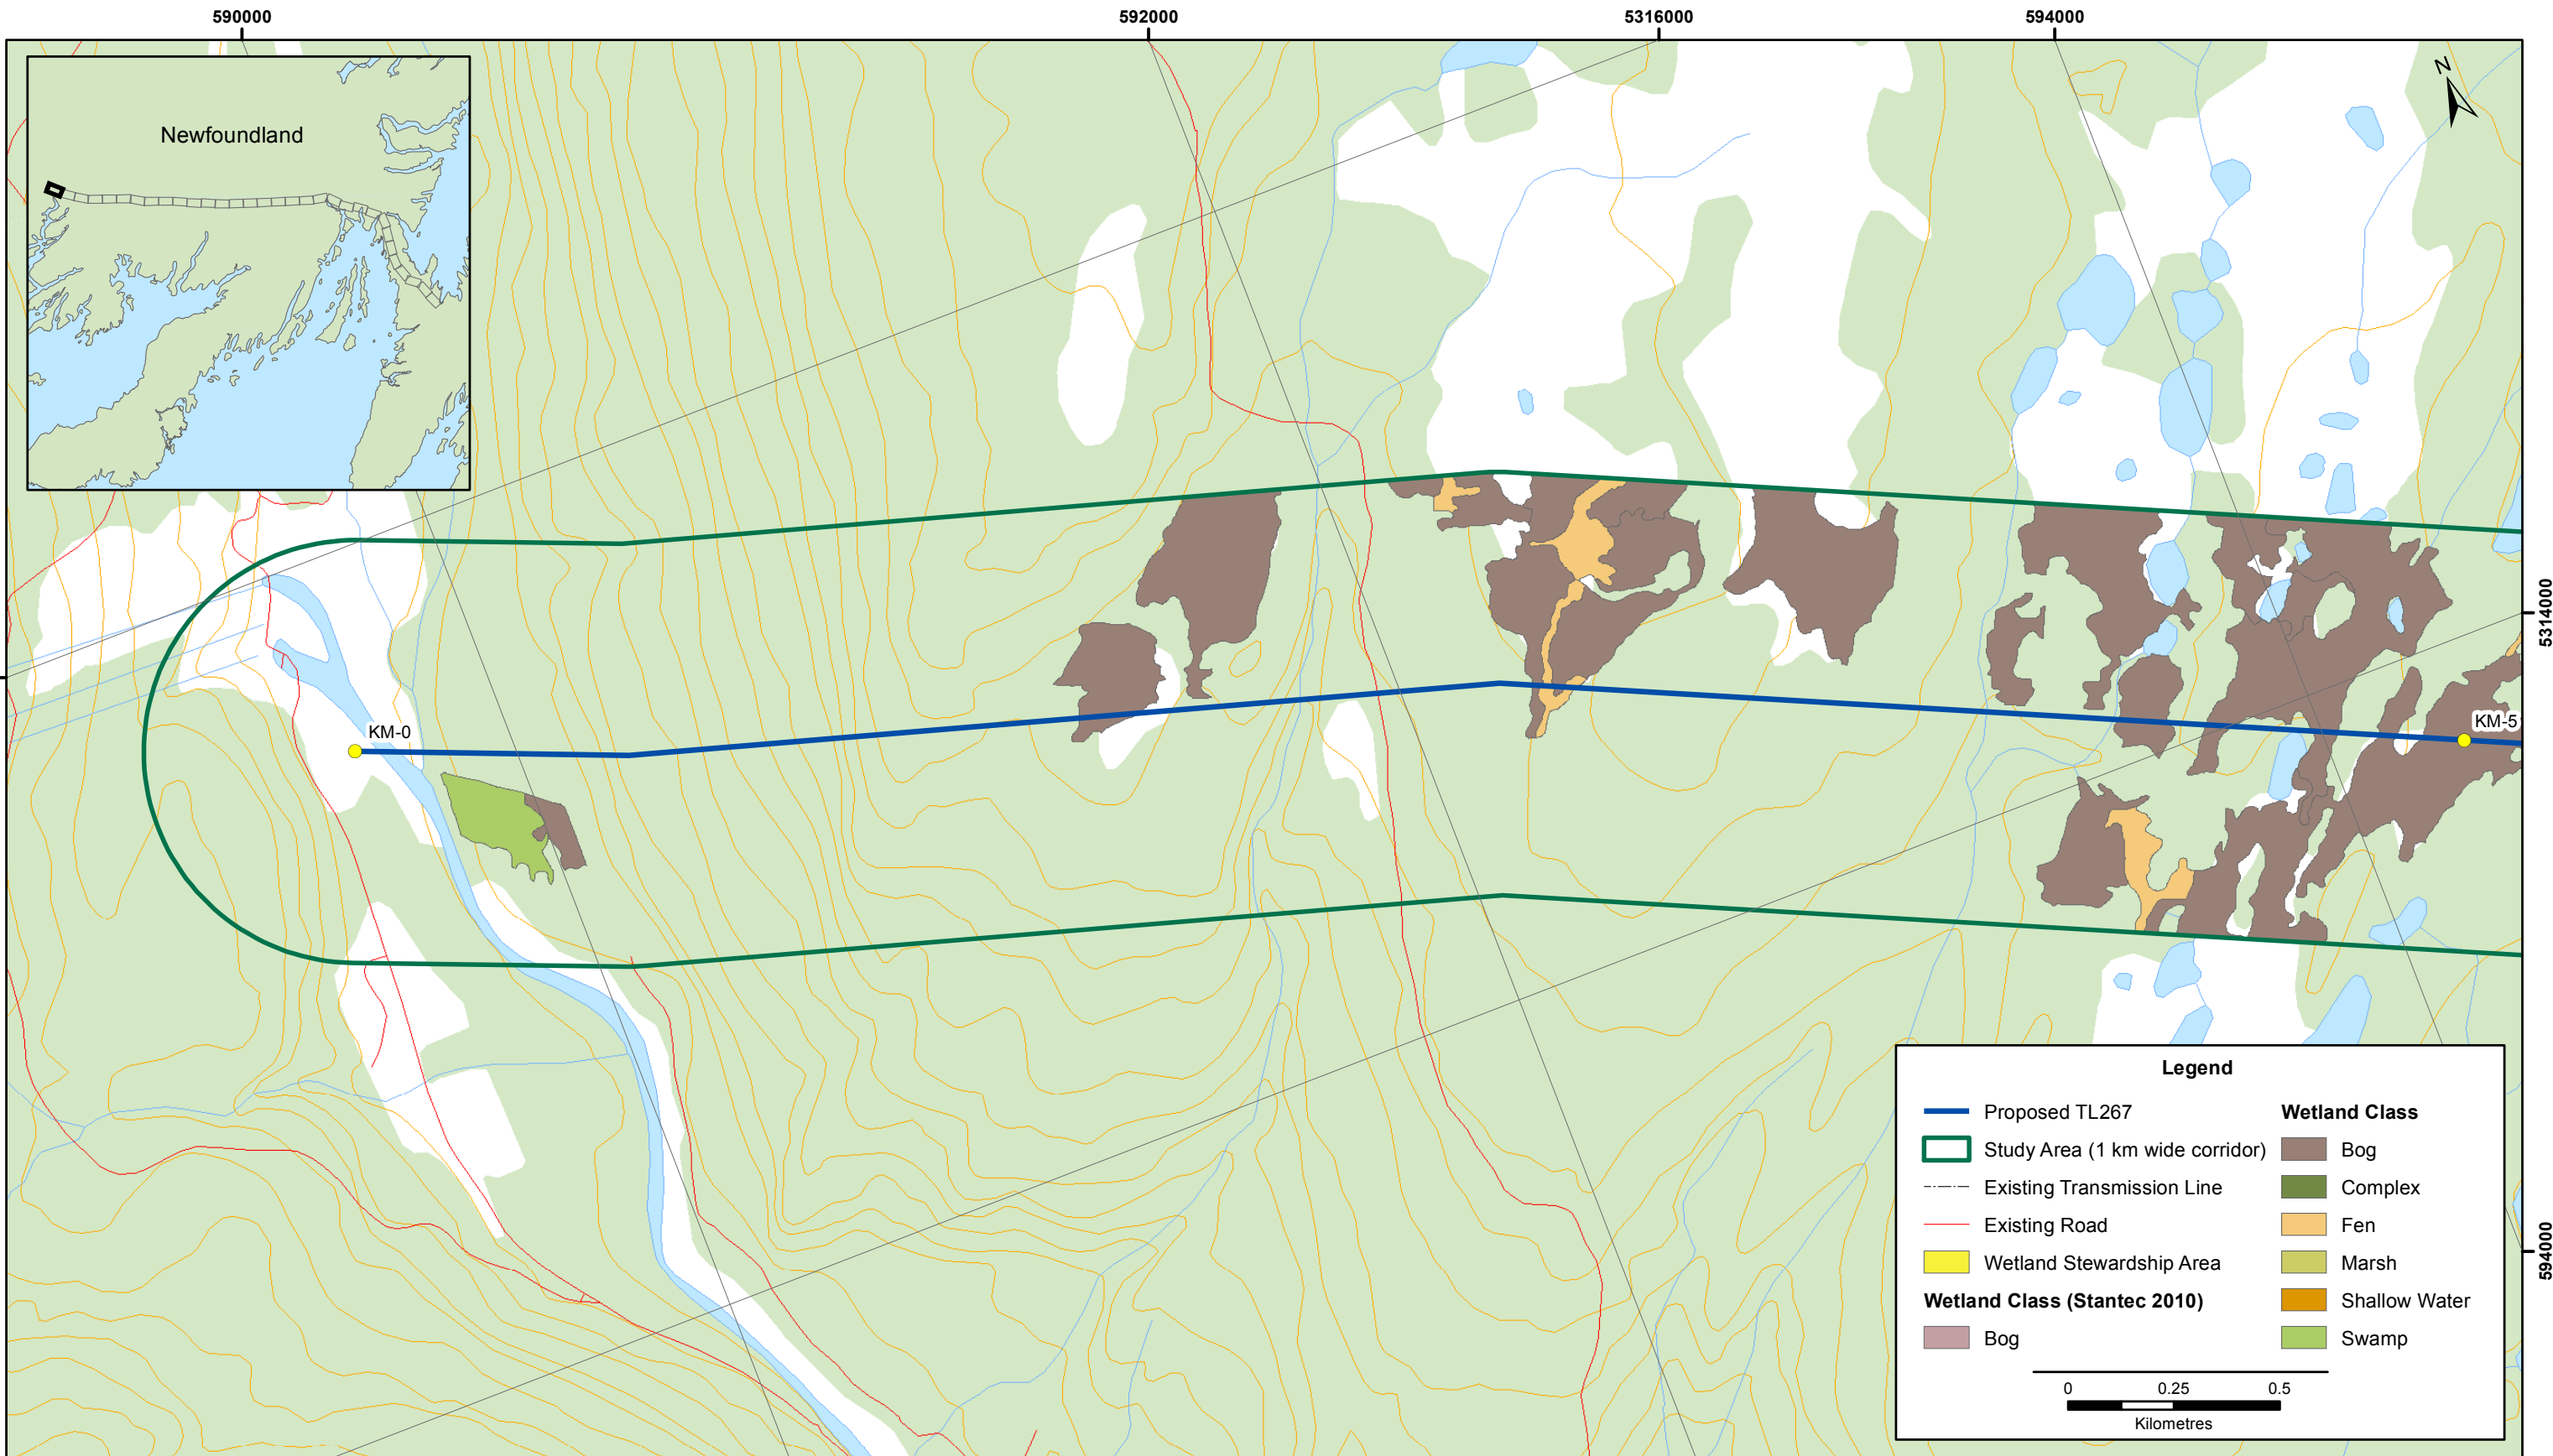 590000
592000
5316000
594000
N
Newfoundland
5314000
KM-0
KM-5
594000
Legend
Proposed TL267
Study Area (1 km wide corridor)
Existing Transmission Line
Existing Road
Wetland Stewardship Area
Wetland Class (Stantec 2010)
Bog
Wetland Class
Bog
Complex
Fen
Marsh
Shallow Water
Swamp
0 0.25 0.5
Kilometres